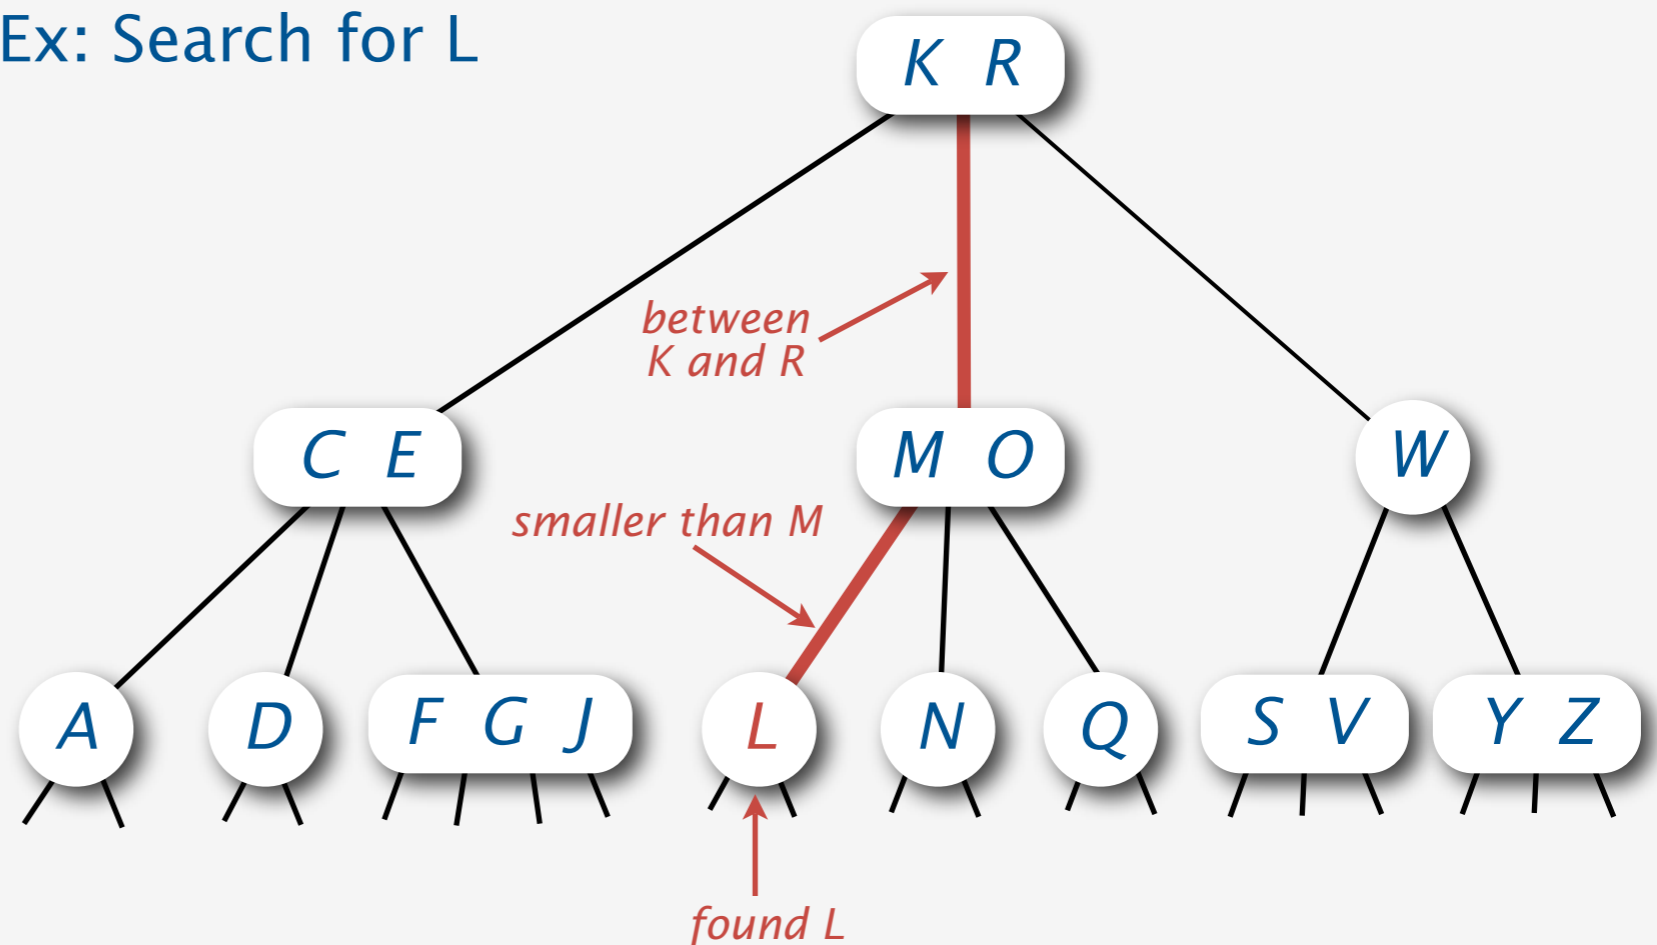 Ex: Search for L
K R
between
K and R
C E
M O
W
smaller than M
A
D
F G J
L
N
Q
S V
Y Z
found L